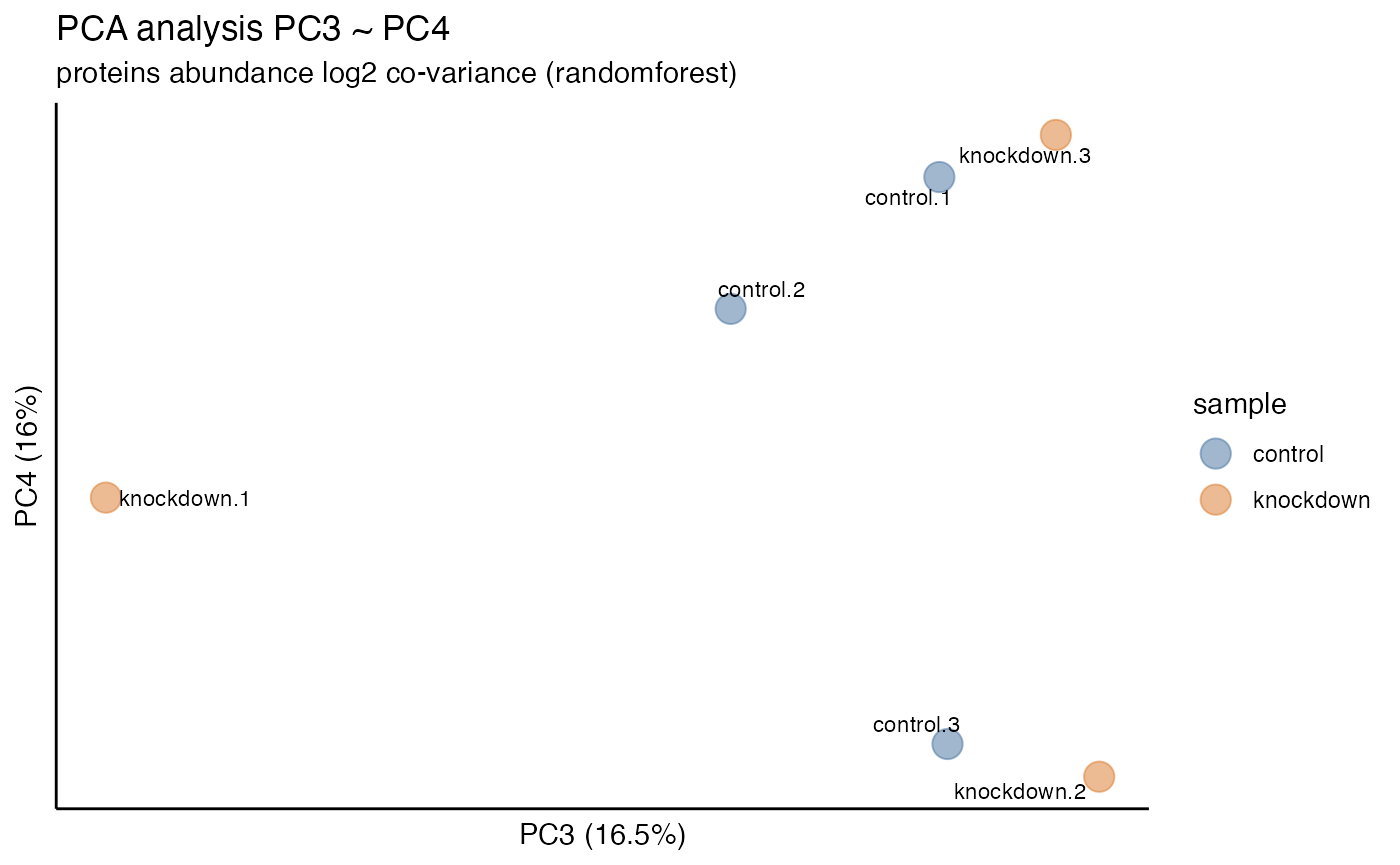 PCA analysis PC3 ~ PC4
proteins abundance log2 co-variance (randomforest)
knockdown.3
control.1
control.2
knockdown.1
control.3
knockdown.2
PC4 (16%)
PC3 (16.5%)
sample
control
knockdown